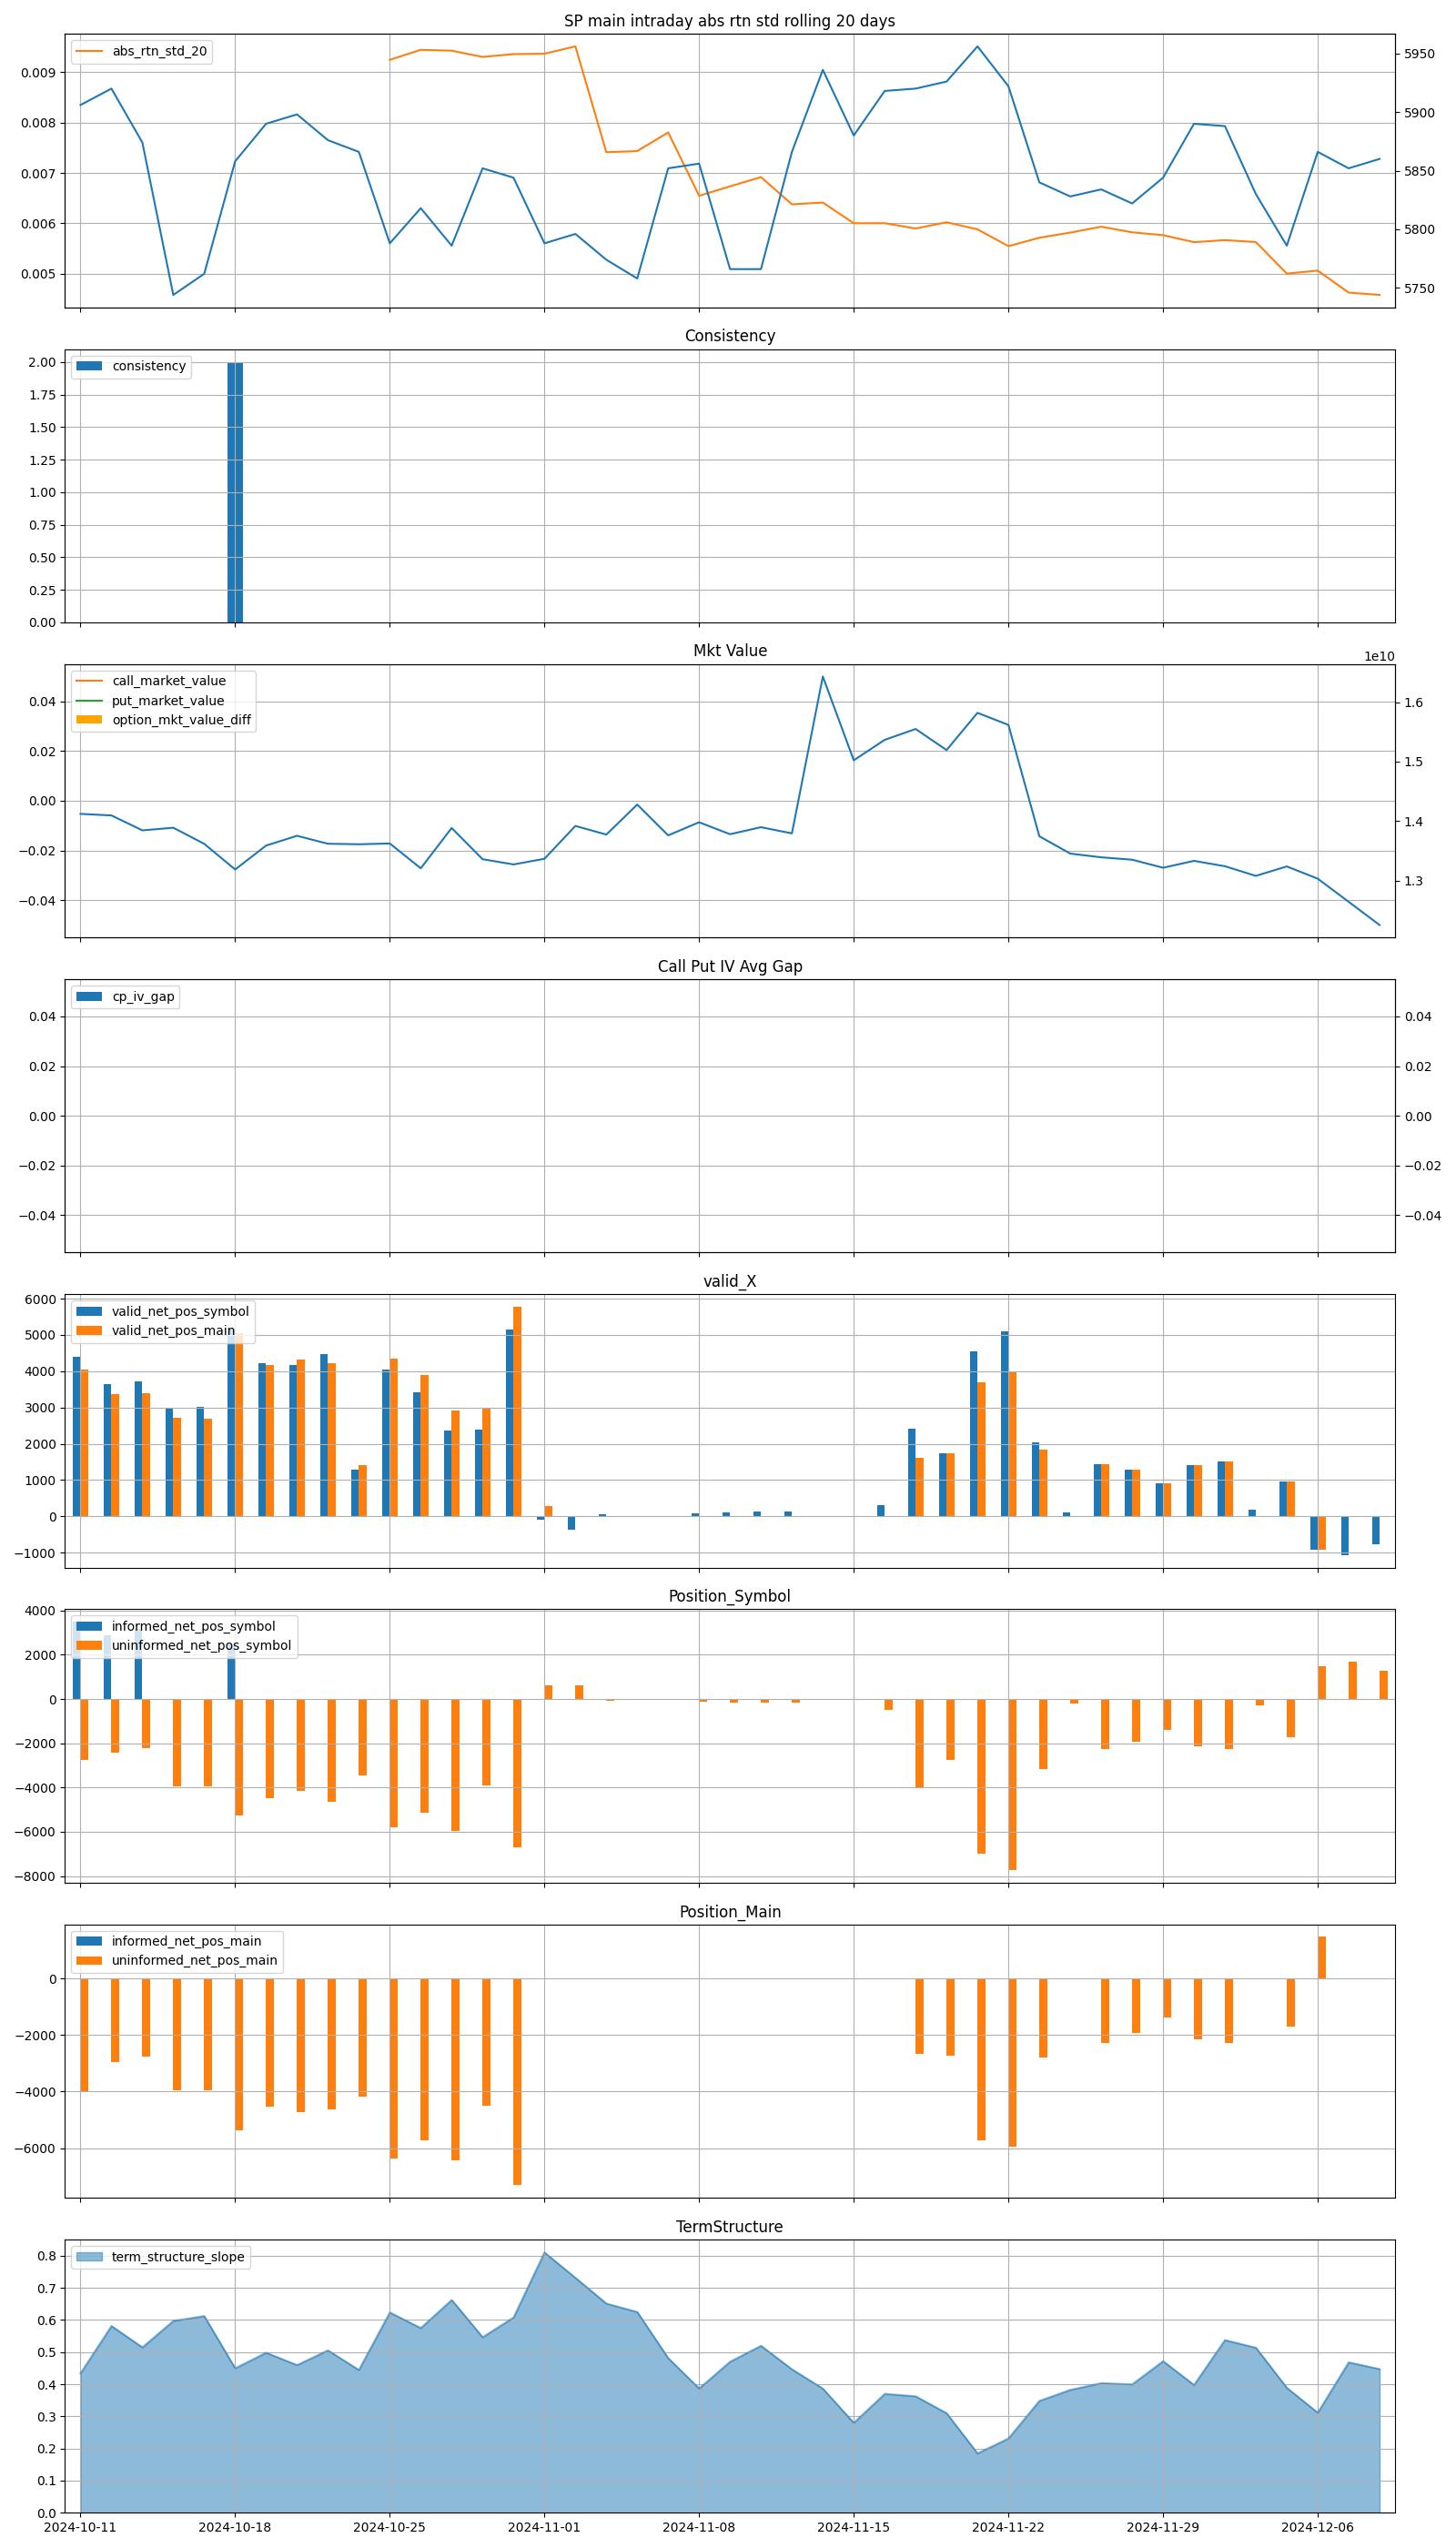 SP main intraday abs rtn std rolling 20 days
abs_rtn_std_20
0.009
0.008
0.007
0.006
0.005
5950
5900
5850
5800
5750
Consistency
consistency
2.00
1.75
1.50
1.25
1.00
0.75
0.50
0.25
0.00
Mkt Value
1e10
call_market_value
put_market_value
option_mkt_value_diff
0.04
0.02
0.00
−0.02
−0.04
1.6
1.5
1.4
1.3
Call Put IV Avg Gap
cp_iv_gap
0.04
0.02
0.00
−0.02
−0.04
0.04
0.02
0.00
−0.02
−0.04
valid_X
valid_net_pos_symbol
valid_net_pos_main
6000
5000
4000
3000
2000
1000
0
−1000
Position_Symbol
informed_net_pos_symbol
uninformed_net_pos_symbol
4000
2000
0
−2000
−4000
−6000
−8000
Position_Main
informed_net_pos_main
uninformed_net_pos_main
0
−2000
−4000
−6000
TermStructure
term_structure_slope
0.8
0.7
0.6
0.5
0.4
0.3
0.2
0.1
0.0
2024-10-11 2024-10-18 2024-10-25 2024-11-01 2024-11-08 2024-11-15 2024-11-22 2024-11-29 2024-12-06